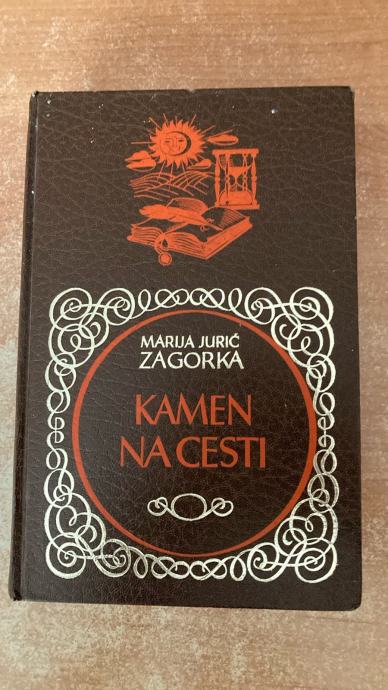 MARIJA JURIĆ
ZAGORKA
KAMEN
NA CESTI